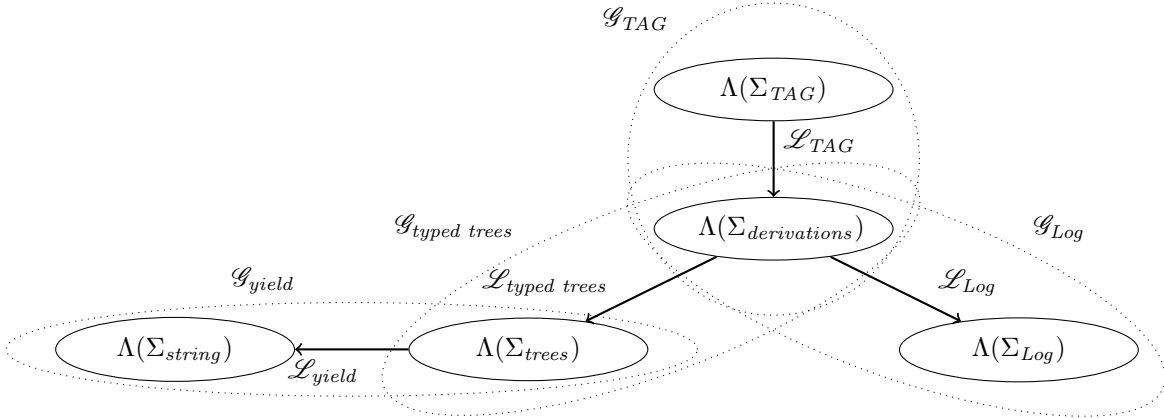 𝒢_TAG
Λ(Σ_TAG)
ℒ_TAG
Λ(Σ_derivations)
𝒢_typed trees
𝒢_Log
𝒢_yield
ℒ_typed trees
ℒ_Log
Λ(Σ_string)
Λ(Σ_trees)
Λ(Σ_Log)
ℒ_yield